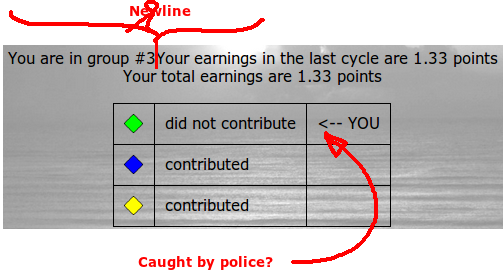 Newline
You are in group #3Your earnings in the last cycle are 1.33 points
Your total earnings are 1.33 points
did not contribute <-- YOU
contributed
contributed
Caught by police?